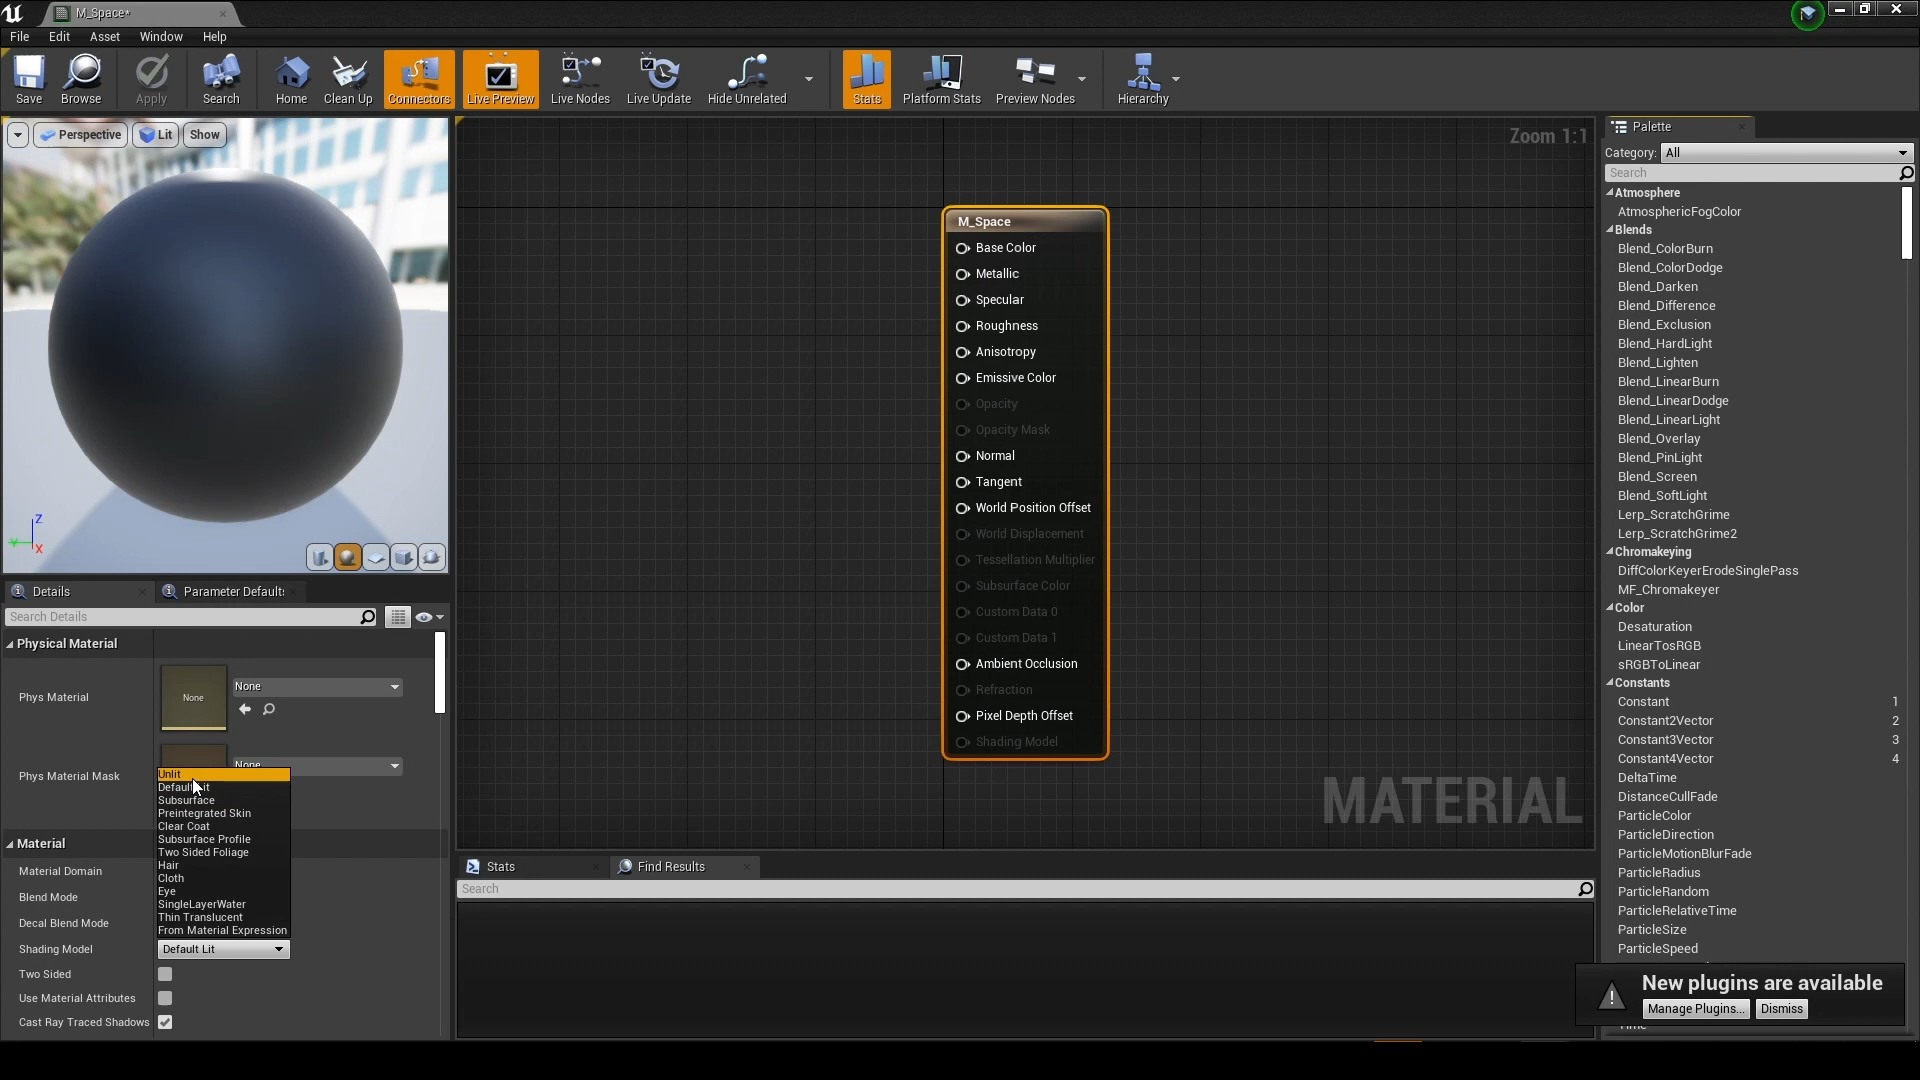 M_Space*
File Edit Asset Window Help
Save Browse Apply Search Home Clean Up Connectors Live Preview Live Nodes Live Update Hide Unrelated Stats Platform Stats Preview Nodes Hierarchy
Perspective Lit Show
Z
Y
X
Zoom 1:1
M_Space
Base Color
Metallic
Specular
Roughness
Anisotropy
Emissive Color
Opacity
Opacity Mask
Normal
Tangent
World Position Offset
World Displacement
Tessellation Multiplier
Subsurface Color
Custom Data 0
Custom Data 1
Ambient Occlusion
Refraction
Pixel Depth Offset
Shading Model
MATERIAL
Details Parameter Defaults
Search Details
Physical Material
Phys Material None None
Phys Material Mask None
Unlit
Default Lit
Subsurface
Preintegrated Skin
Clear Coat
Subsurface Profile
Two Sided Foliage
Hair
Cloth
Eye
SingleLayerWater
Thin Translucent
From Material Expression
Material
Material Domain
Blend Mode
Decal Blend Mode
Shading Model Default Lit
Two Sided
Use Material Attributes
Cast Ray Traced Shadows
Stats Find Results
Search
Palette
Category: All
Search
Atmosphere
AtmosphericFogColor
Blends
Blend_ColorBurn
Blend_ColorDodge
Blend_Darken
Blend_Difference
Blend_Exclusion
Blend_HardLight
Blend_Lighten
Blend_LinearBurn
Blend_LinearDodge
Blend_LinearLight
Blend_Overlay
Blend_PinLight
Blend_Screen
Blend_SoftLight
Lerp_ScratchGrime
Lerp_ScratchGrime2
Chromakeying
DiffColorKeyerErodeSinglePass
MF_Chromakeyer
Color
Desaturation
LinearTosRGB
sRGBToLinear
Constants
Constant 1
Constant2Vector 2
Constant3Vector 3
Constant4Vector 4
DeltaTime
DistanceCullFade
ParticleColor
ParticleDirection
ParticleMotionBlurFade
ParticleRadius
ParticleRandom
ParticleRelativeTime
ParticleSize
ParticleSpeed
New plugins are available
Manage Plugins... Dismiss
Time